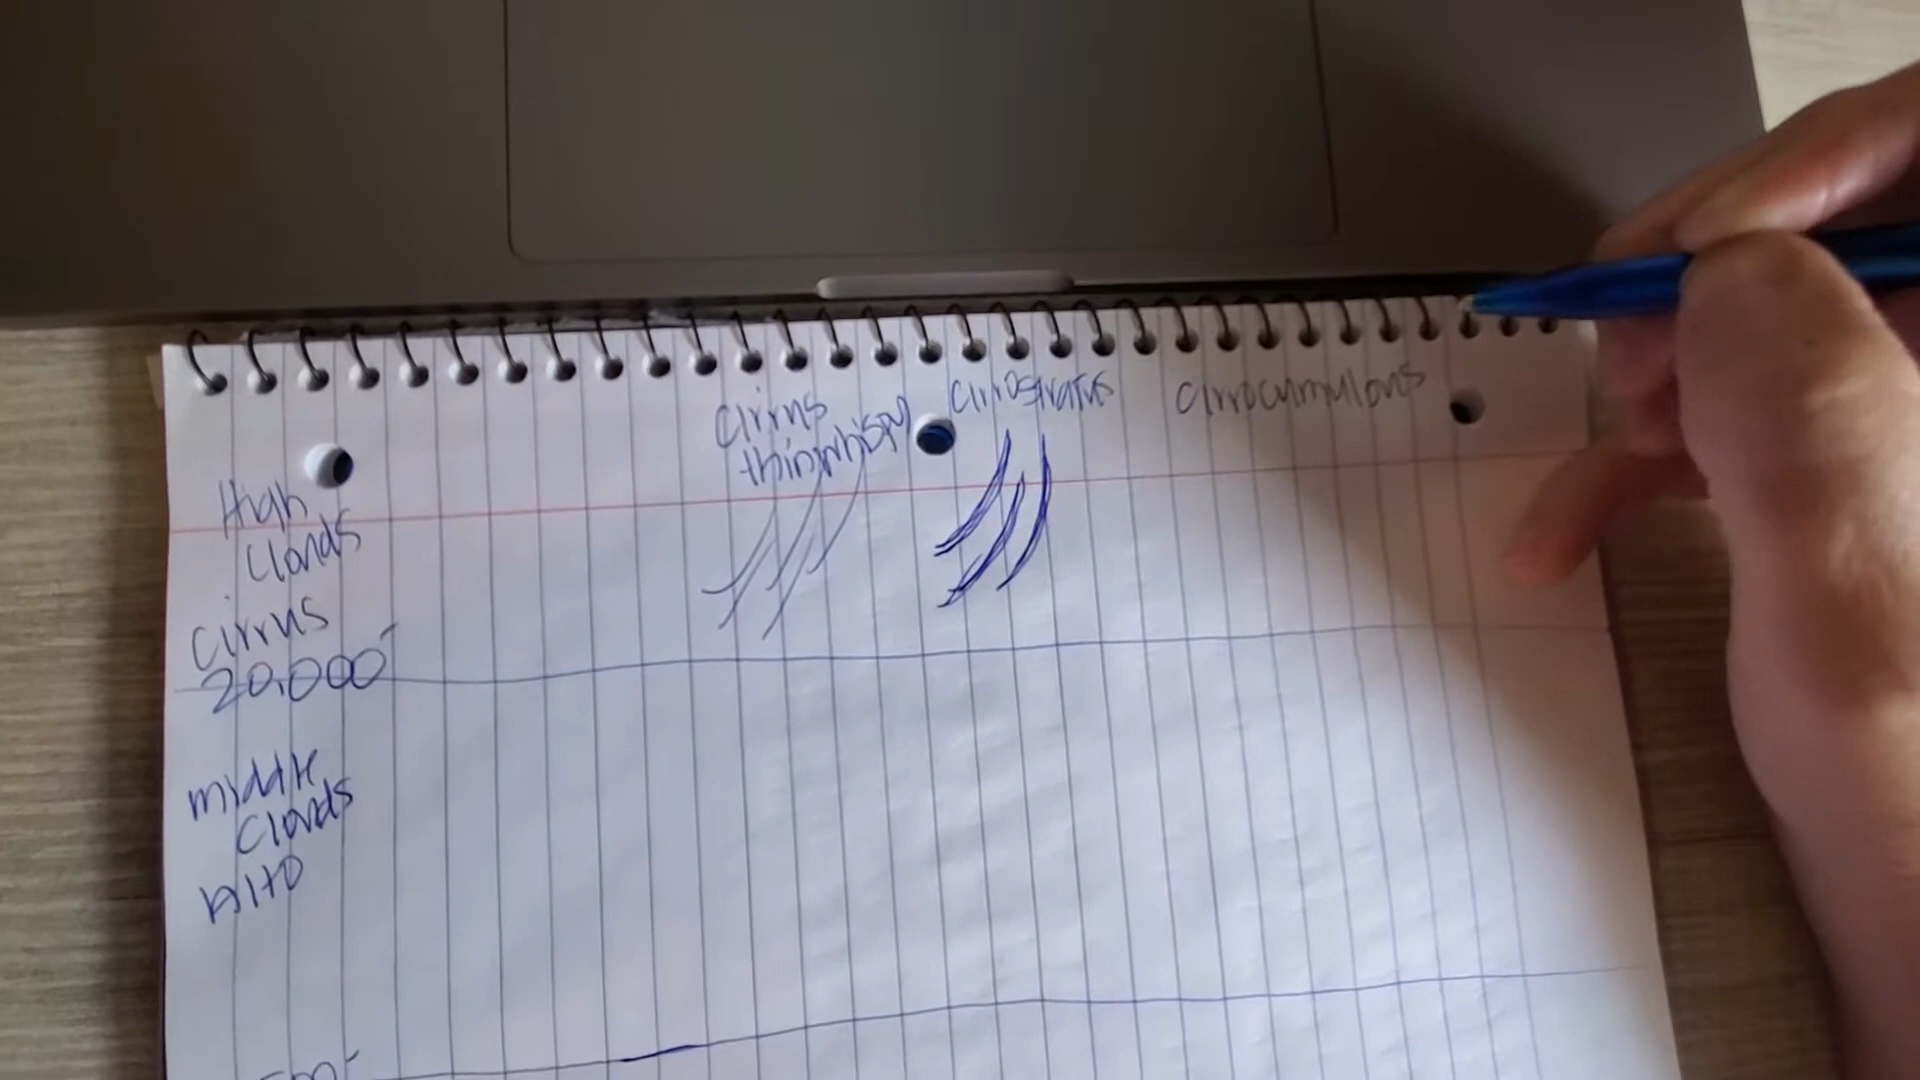 cirrus
thin, whispy
cirrostratus
cirrocumulous
High
Clouds
cirrus
20,000'
middle
clouds
Alto